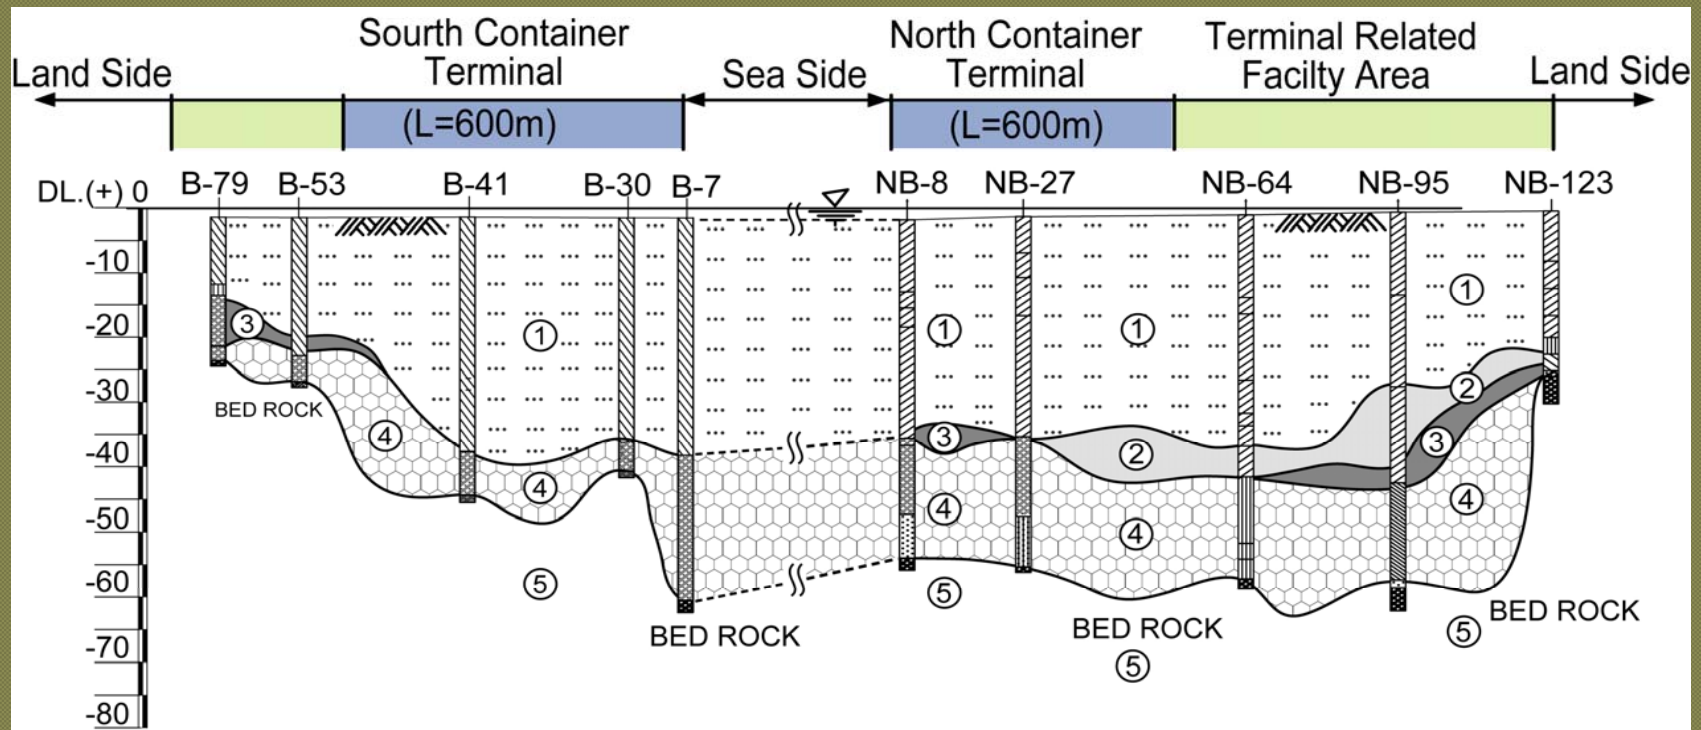 Sourth Container
Terminal
North Container
Terminal
Terminal Related
Facilty Area
Land Side
Sea Side
Land Side
(L=600m)
(L=600m)
DL.(+) 0
B-79
B-53
B-41
B-30
B-7
NB-8
NB-27
NB-64
NB-95
NB-123
-10
-20
-30
-40
-50
-60
-70
-80
③
①
①
①
①
②
③
②
③
④
④
④
④
④
⑤
⑤
⑤
⑤
BED ROCK
BED ROCK
BED ROCK
BED ROCK